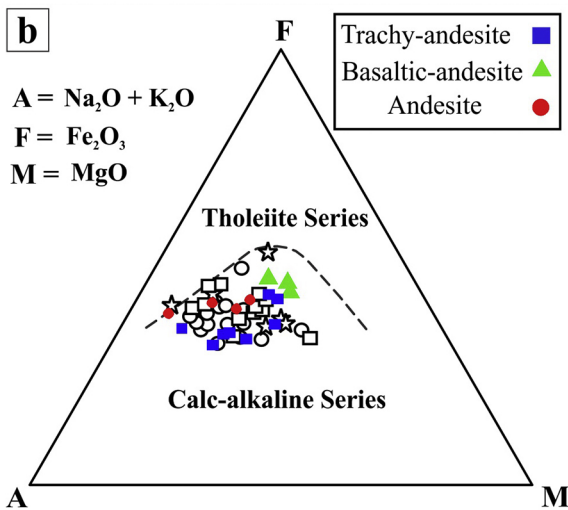 b
F
Trachy-andesite
Basaltic-andesite
Andesite
A = Na₂O + K₂O
F = Fe₂O₃
M = MgO
Tholeiite Series
Calc-alkaline Series
A
M